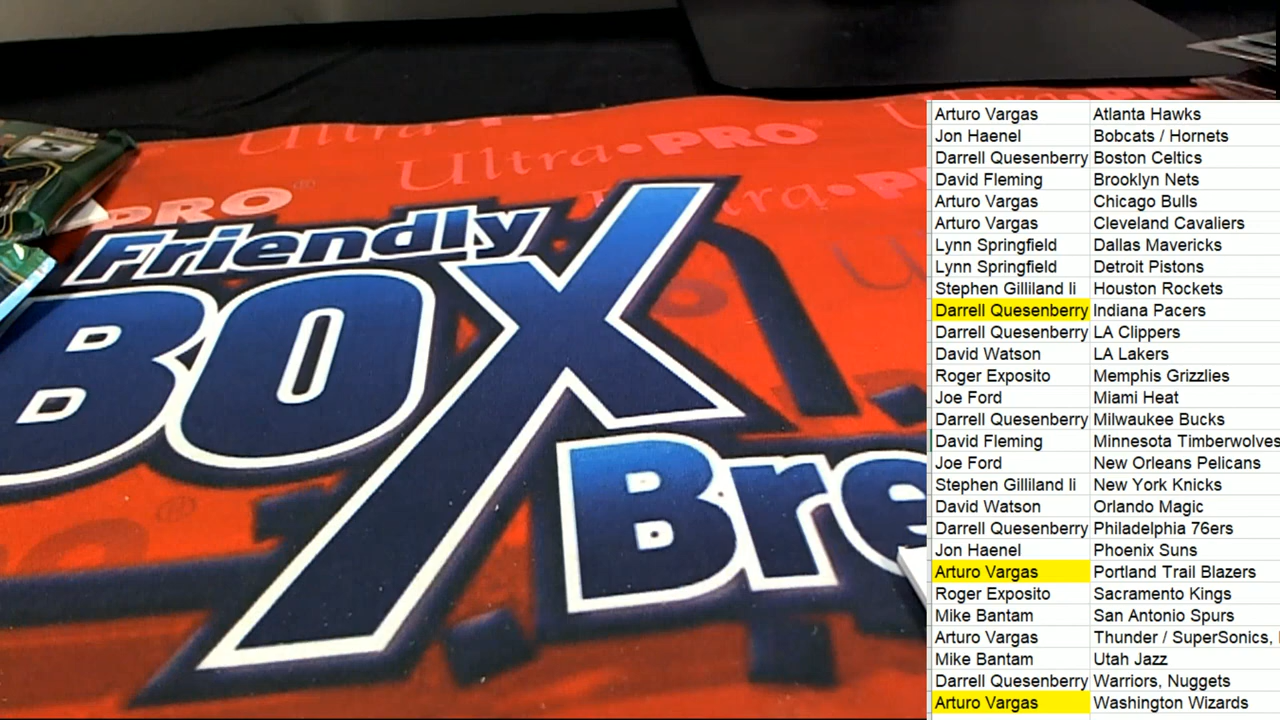 Ultra PRO
Ultra•PRO
PRO®
Friendly
BOX
Bre
Arturo Vargas Atlanta Hawks
Jon Haenel Bobcats / Hornets
Darrell Quesenberry Boston Celtics
David Fleming Brooklyn Nets
Arturo Vargas Chicago Bulls
Arturo Vargas Cleveland Cavaliers
Lynn Springfield Dallas Mavericks
Lynn Springfield Detroit Pistons
Stephen Gilliland Ii Houston Rockets
Darrell Quesenberry Indiana Pacers
Darrell Quesenberry LA Clippers
David Watson LA Lakers
Roger Exposito Memphis Grizzlies
Joe Ford Miami Heat
Darrell Quesenberry Milwaukee Bucks
David Fleming Minnesota Timberwolves
Joe Ford New Orleans Pelicans
Stephen Gilliland Ii New York Knicks
David Watson Orlando Magic
Darrell Quesenberry Philadelphia 76ers
Jon Haenel Phoenix Suns
Arturo Vargas Portland Trail Blazers
Roger Exposito Sacramento Kings
Mike Bantam San Antonio Spurs
Arturo Vargas Thunder / SuperSonics,
Mike Bantam Utah Jazz
Darrell Quesenberry Warriors, Nuggets
Arturo Vargas Washington Wizards